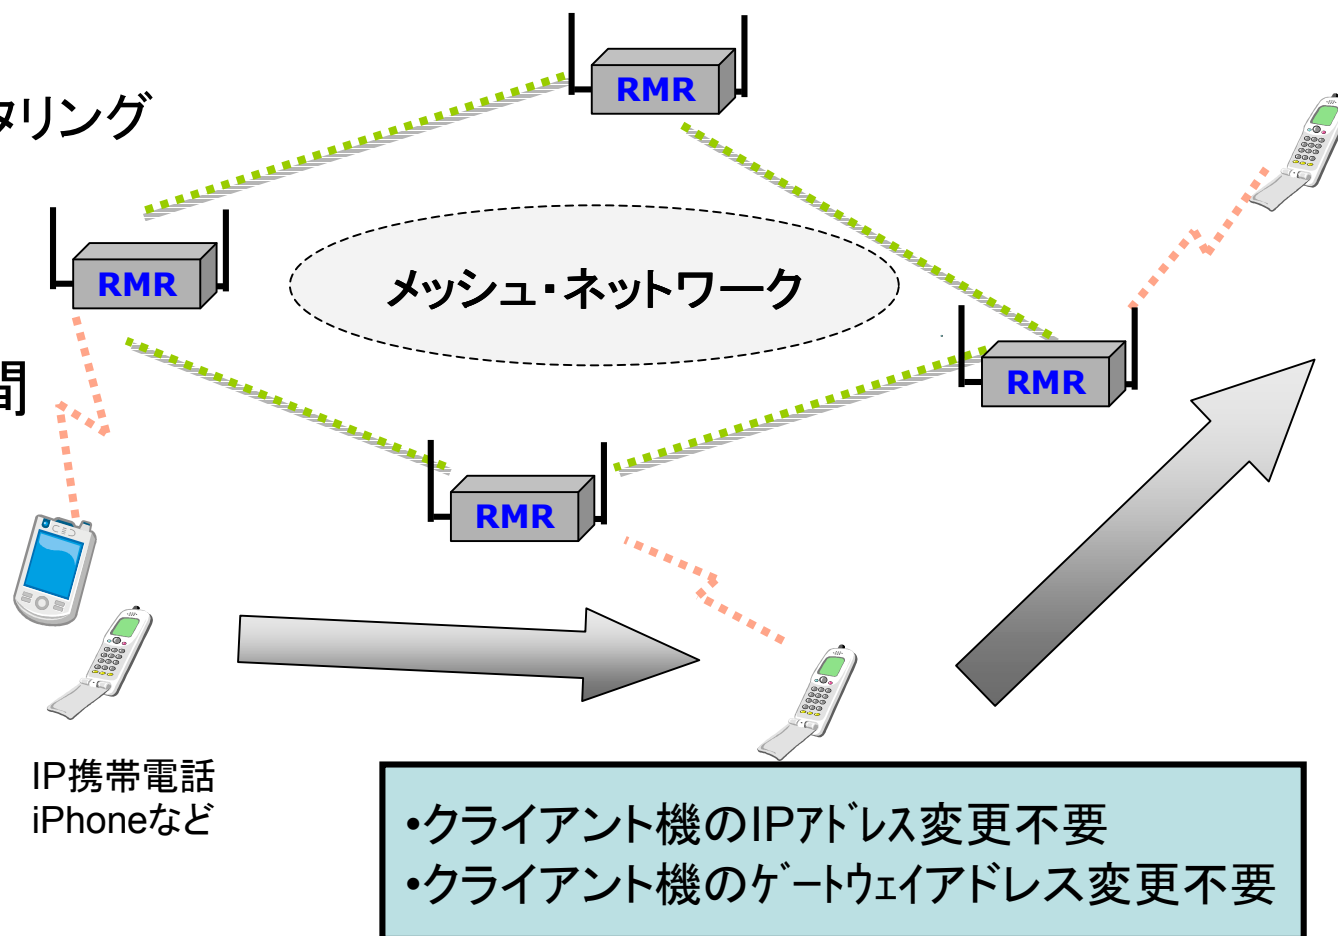 RMR
タリング
RMR
メッシュ・ネットワーク
間
RMR
RMR
IP携帯電話
iPhoneなど
•クライアント機のIPｱﾄﾞﾚｽ変更不要
•クライアント機のｹﾞｰﾄｳｪｲアドレス変更不要